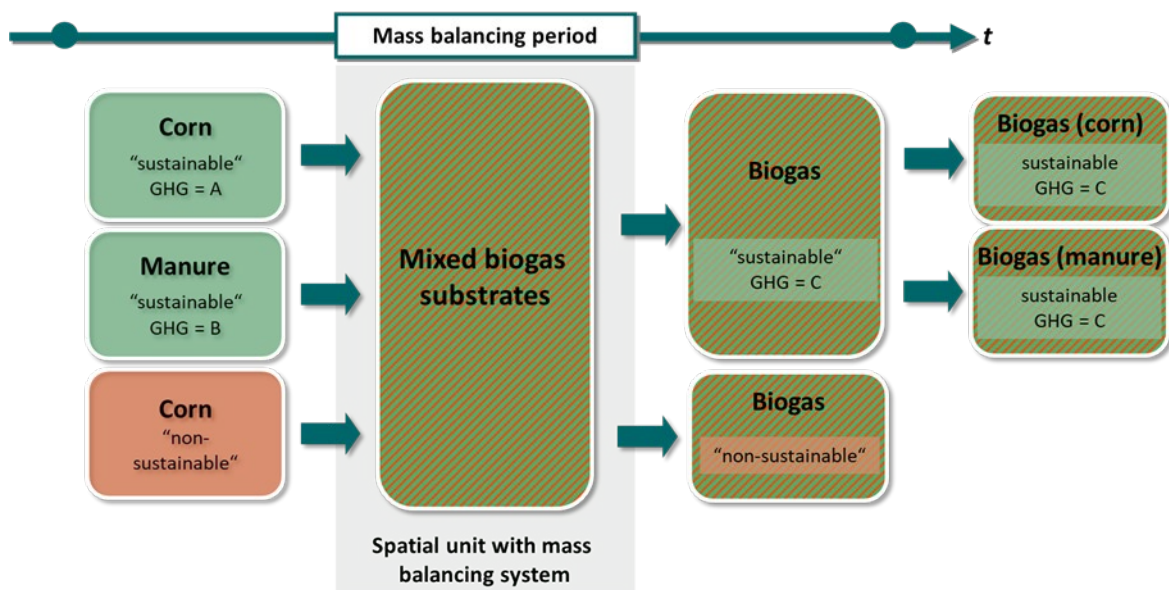 Mass balancing period
t
Corn
“sustainable“
GHG = A
Manure
“sustainable“
GHG = B
Corn
“non-
sustainable“
Mixed biogas
substrates
Spatial unit with mass
balancing system
Biogas
“sustainable“
GHG = C
Biogas
“non-sustainable“
Biogas (corn)
sustainable
GHG = C
Biogas (manure)
sustainable
GHG = C